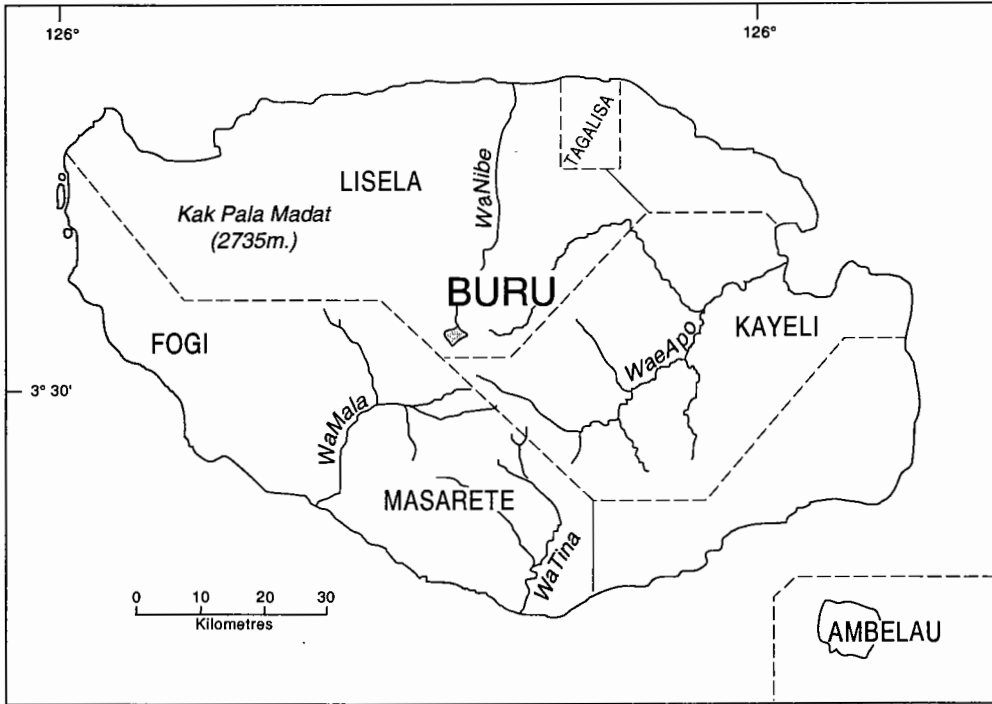 126°
126°
TAGALISA
WaNibe
LISELA
Kak Pala Madat
(2735m.)
BURU
KAYELI
FOGI
WaeApo
3° 30'
WaMala
MASARETE
WaTina
0 10 20 30
Kilometres
AMBELAU